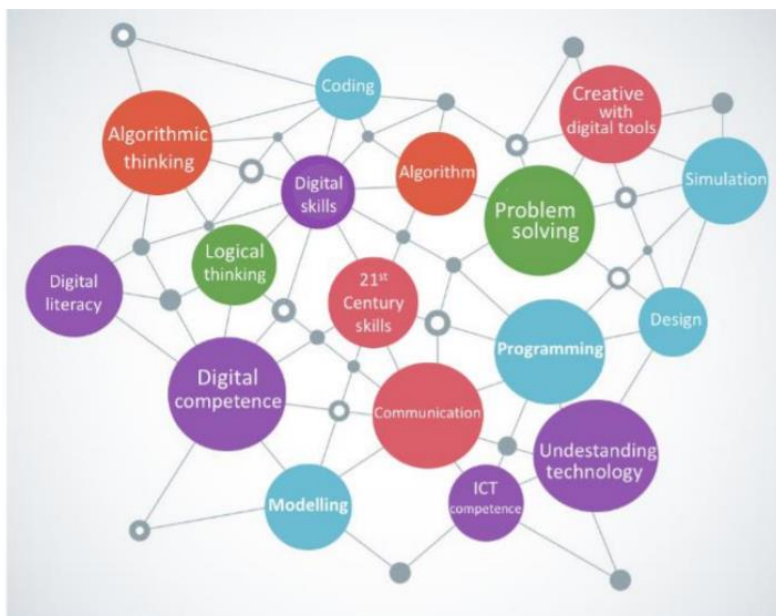 Coding
Creative
with
digital tools
Algorithmic
thinking
Algorithm
Digital
skills
Simulation
Problem
solving
Logical
thinking
Digital
literacy
21st
Century
skills
Design
Programming
Digital
competence
Communication
Undestanding
technology
ICT
competence
Modelling